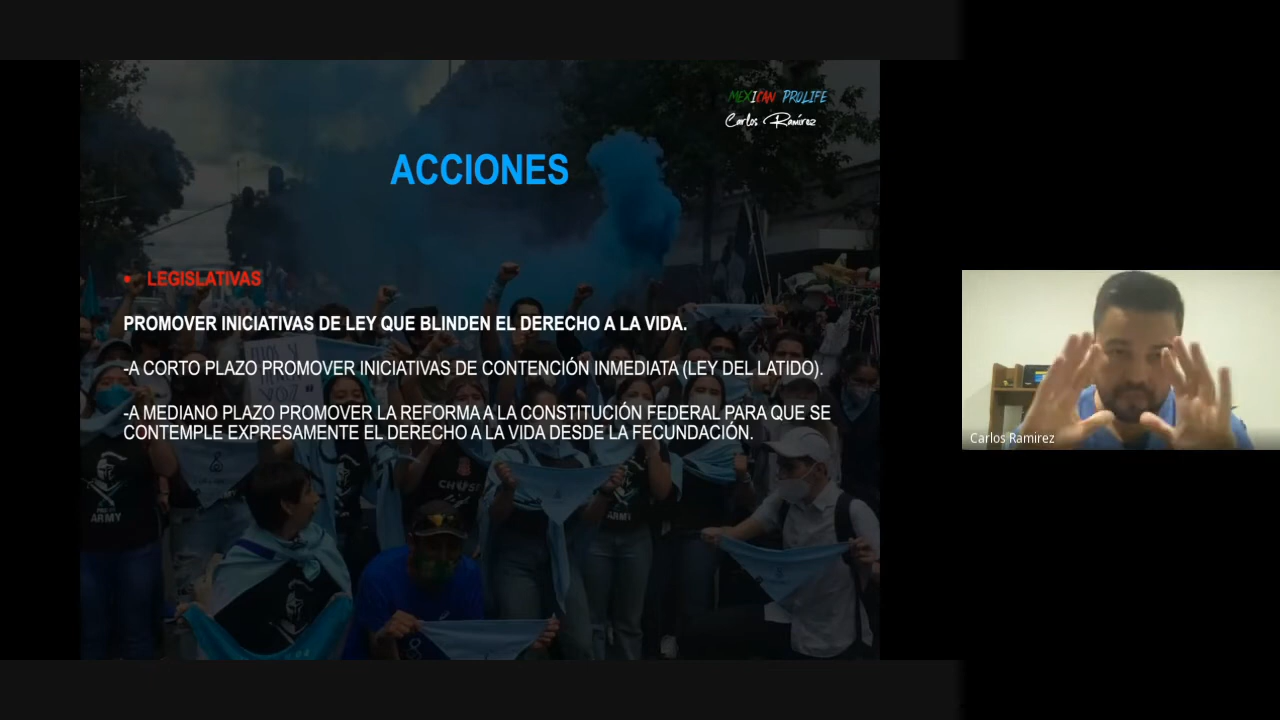 MEXICAN PROLIFE
Carlos Ramírez
ACCIONES
• LEGISLATIVAS
PROMOVER INICIATIVAS DE LEY QUE BLINDEN EL DERECHO A LA VIDA.
-A CORTO PLAZO PROMOVER INICIATIVAS DE CONTENCIÓN INMEDIATA (LEY DEL LATIDO).
-A MEDIANO PLAZO PROMOVER LA REFORMA A LA CONSTITUCIÓN FEDERAL PARA QUE SE
CONTEMPLE EXPRESAMENTE EL DERECHO A LA VIDA DESDE LA FECUNDACIÓN.
ARMY
ARMY
Carlos Ramirez